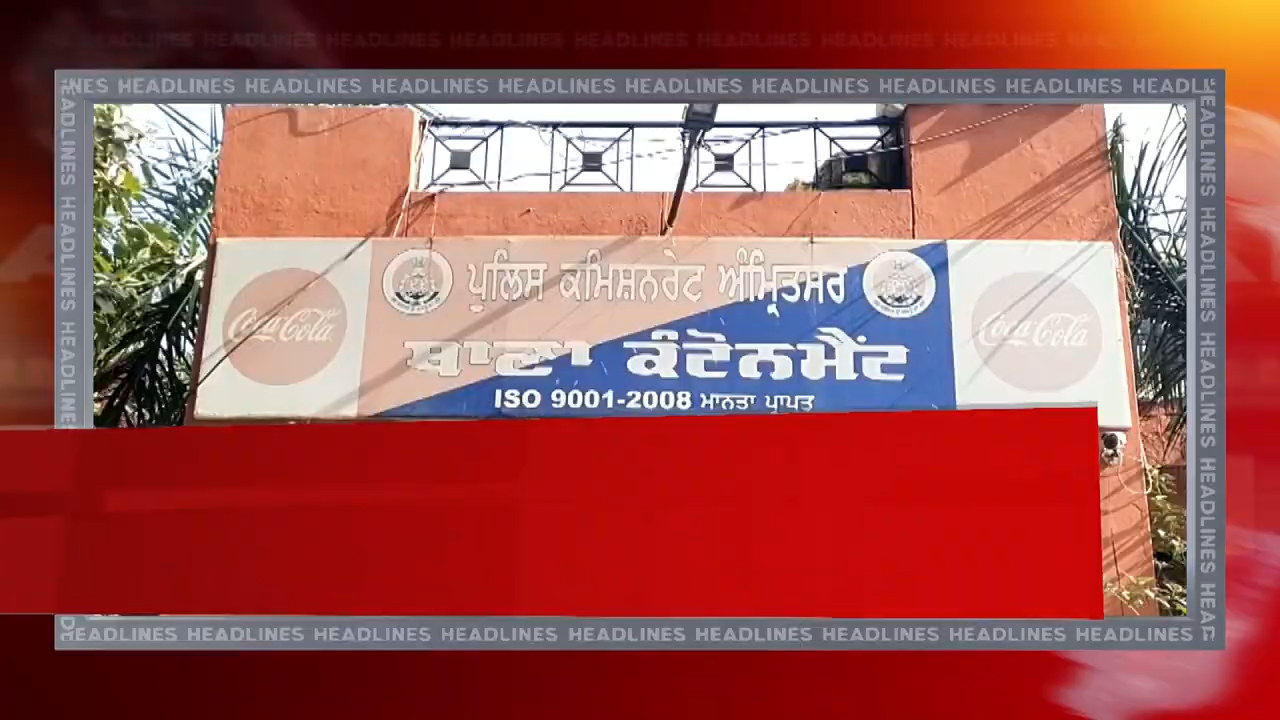 HEADLINES HEADLINES HEADLINES HEADLINES HEADLINES HEADLINES HEADLINES HEADLINES
Coca-Cola
ਪੁਲਿਸ ਕਮਿਸ਼ਨਰੇਟ ਅੰਮ੍ਰਿਤਸਰ
ਥਾਣਾ ਕੰਟੋਨਮੈਂਟ
ISO 9001-2008 ਮਾਨਤਾ ਪ੍ਰਾਪਤ
Coca-Cola
HEADLINES HEADLINES HEADLINES HEADLINES HEADLINES HEADLINES HEADLINES HEADLINES HEADLINES